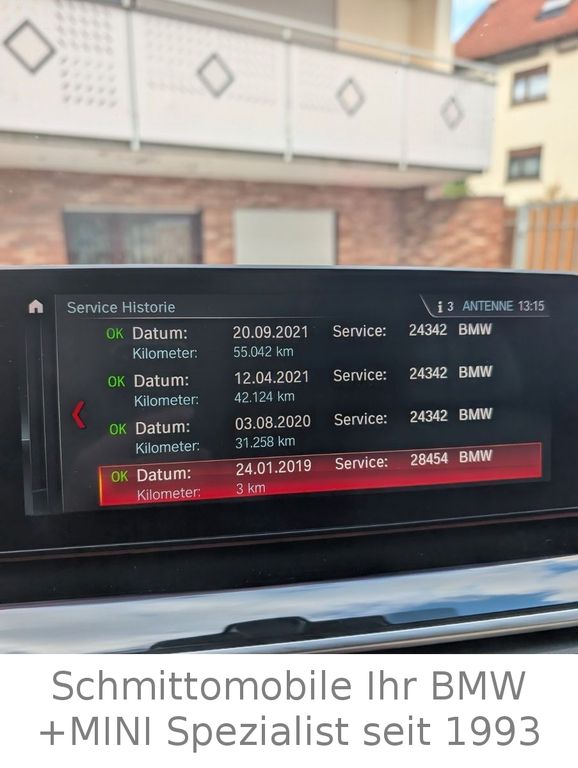 Service Historie
i 3 ANTENNE 13:15
OK Datum: 20.09.2021 Service: 24342 BMW
Kilometer: 55.042 km
OK Datum: 12.04.2021 Service: 24342 BMW
Kilometer: 42.124 km
OK Datum: 03.08.2020 Service: 24342 BMW
Kilometer: 31.258 km
OK Datum: 24.01.2019 Service: 28454 BMW
Kilometer: 3 km
Schmittomobile Ihr BMW
+MINI Spezialist seit 1993